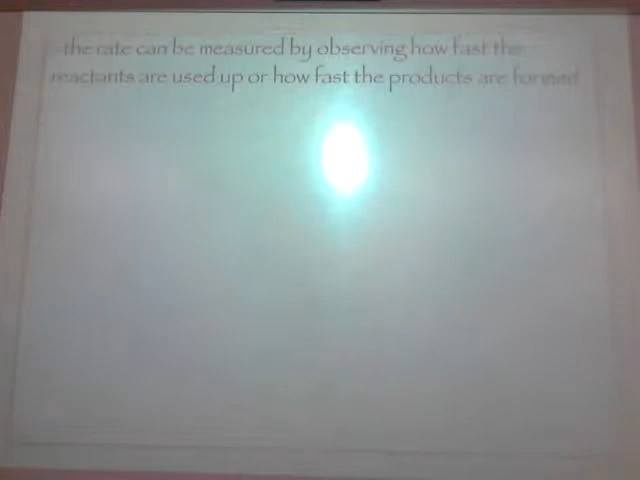 the rate can be measured by observing how fast the
reactants are used up or how fast the products are formed